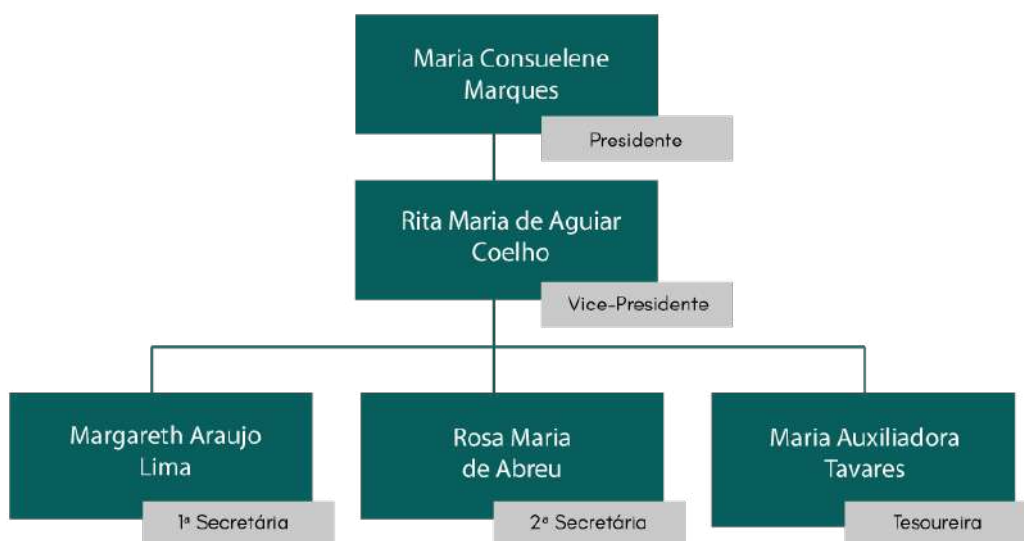 Maria Consuelene
Marques
Presidente
Rita Maria de Aguiar
Coelho
Vice-Presidente
Margareth Araujo
Lima
1ª Secretária
Rosa Maria
de Abreu
2ª Secretária
Maria Auxiliadora
Tavares
Tesoureira